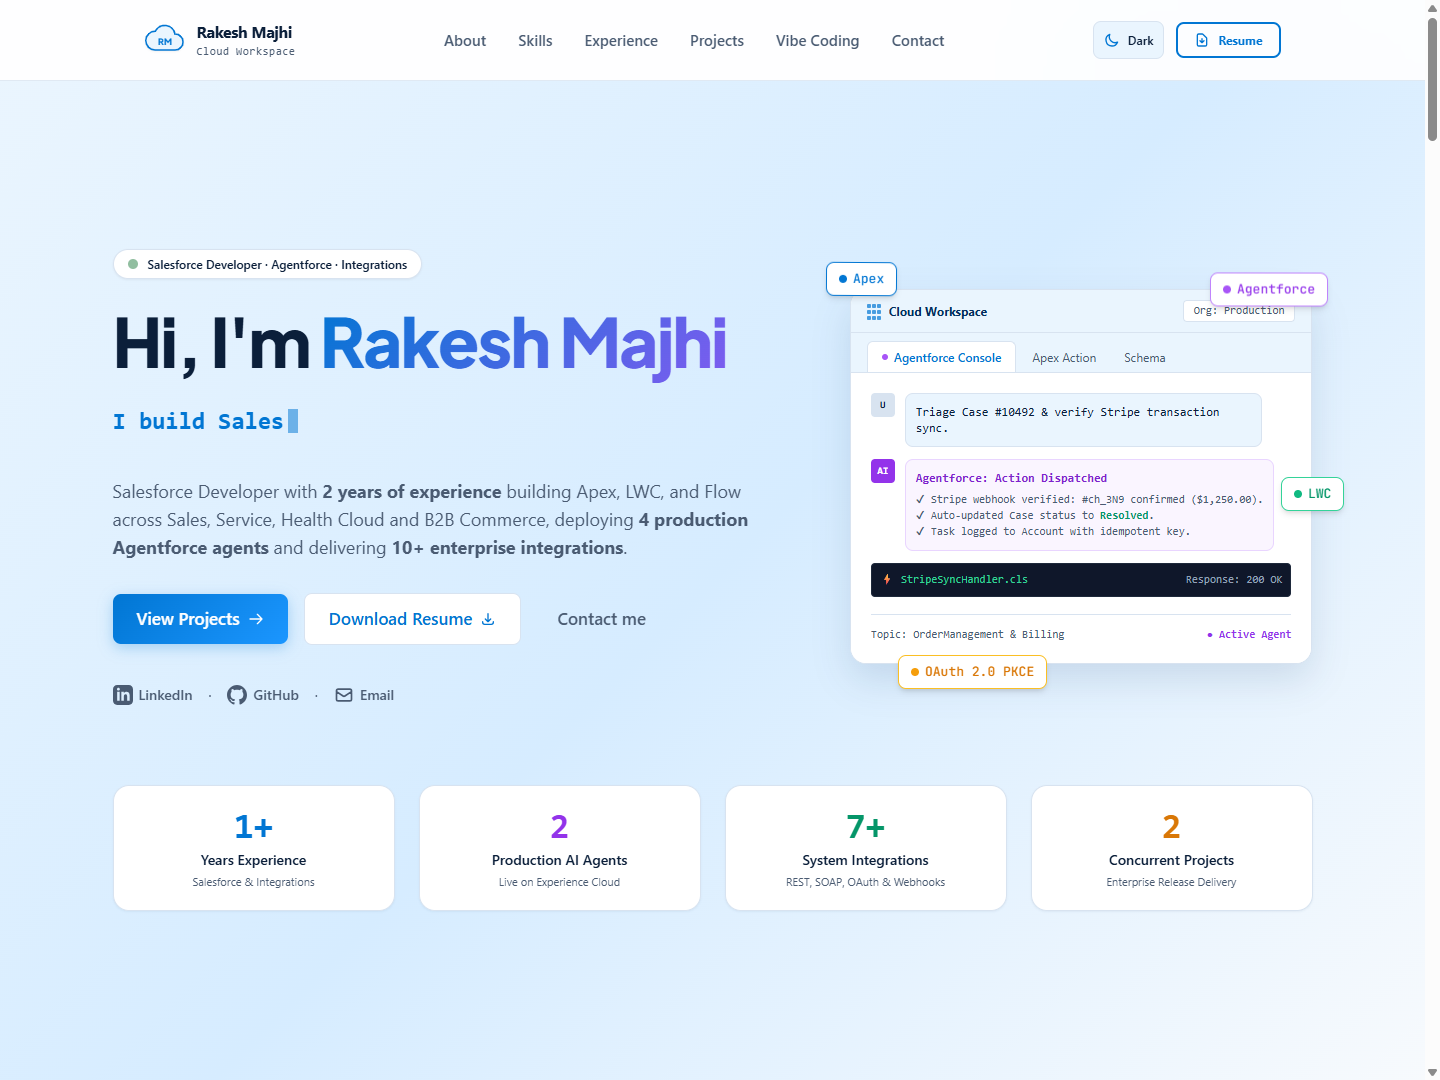 RM
Rakesh Majhi
Cloud Workspace
About
Skills
Experience
Projects
Vibe Coding
Contact
Dark
Resume
Salesforce Developer · Agentforce · Integrations
Hi, I'm Rakesh Majhi
I build Sales
Salesforce Developer with 2 years of experience building Apex, LWC, and Flow
across Sales, Service, Health Cloud and B2B Commerce, deploying 4 production
Agentforce agents and delivering 10+ enterprise integrations.
View Projects →
Download Resume
Contact me
LinkedIn · GitHub · Email
Apex
Agentforce
Cloud Workspace
Org: Production
Agentforce Console
Apex Action
Schema
U
Triage Case #10492 & verify Stripe transaction
sync.
AI
Agentforce: Action Dispatched
✓ Stripe webhook verified: #ch_3N9 confirmed ($1,250.00).
✓ Auto-updated Case status to Resolved.
✓ Task logged to Account with idempotent key.
LWC
StripeSyncHandler.cls
Response: 200 OK
Topic: OrderManagement & Billing
● Active Agent
OAuth 2.0 PKCE
1+
Years Experience
Salesforce & Integrations
2
Production AI Agents
Live on Experience Cloud
7+
System Integrations
REST, SOAP, OAuth & Webhooks
2
Concurrent Projects
Enterprise Release Delivery